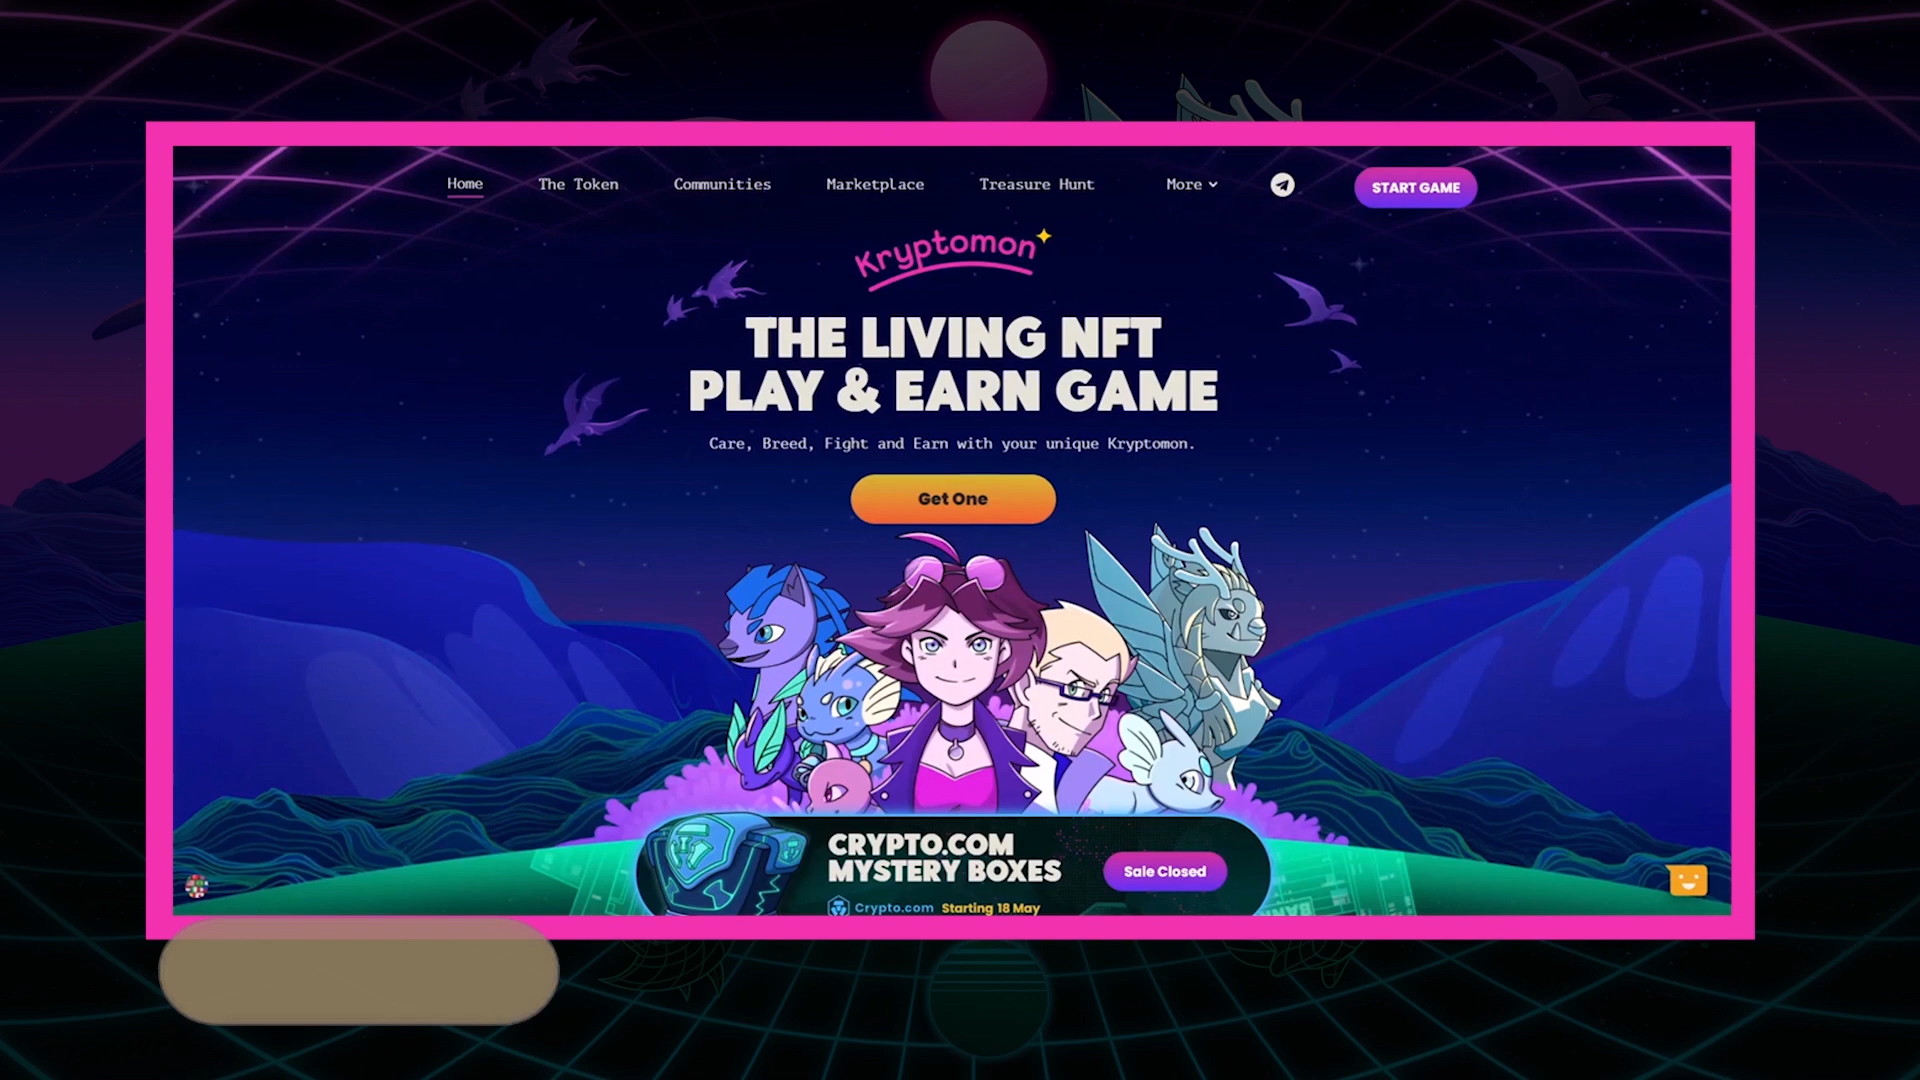 Home
The Token
Communities
Marketplace
Treasure Hunt
More
START GAME
Kryptomon
THE LIVING NFT
PLAY & EARN GAME
Care, Breed, Fight and Earn with your unique Kryptomon.
Get One
CRYPTO.COM
MYSTERY BOXES
Sale Closed
Crypto.com Starting 18 May